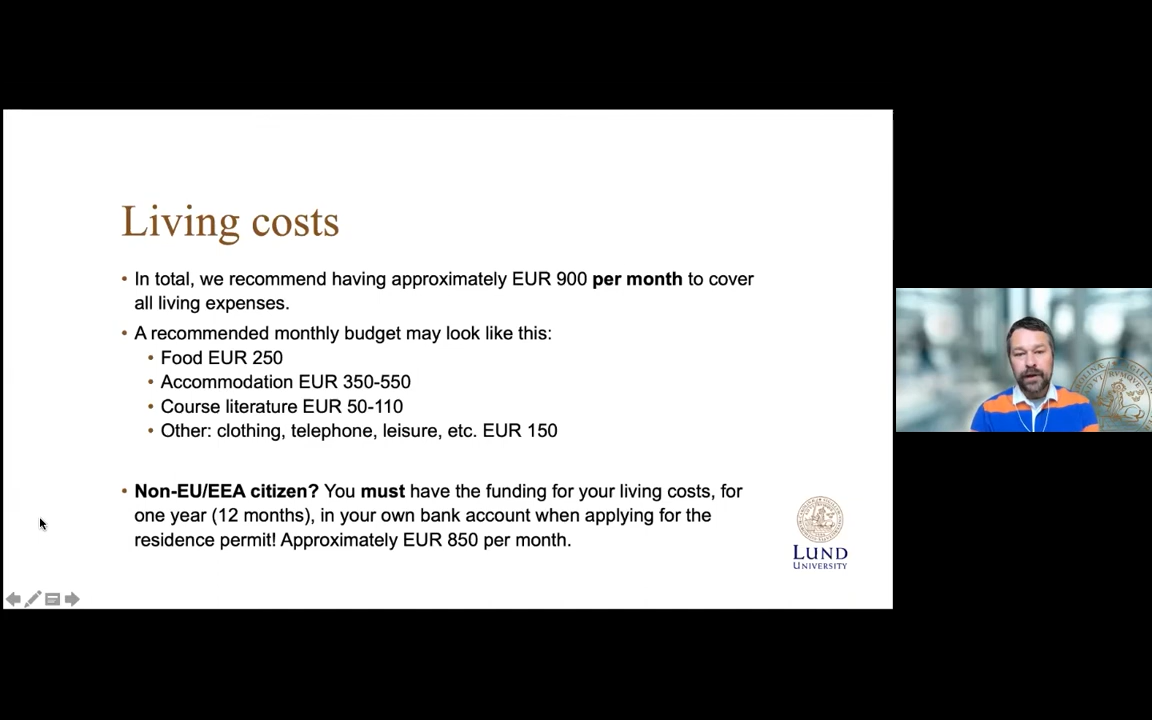 Living costs
• In total, we recommend having approximately EUR 900 per month to cover
all living expenses.
• A recommended monthly budget may look like this:
• Food EUR 250
• Accommodation EUR 350-550
• Course literature EUR 50-110
• Other: clothing, telephone, leisure, etc. EUR 150
• Non-EU/EEA citizen? You must have the funding for your living costs, for
one year (12 months), in your own bank account when applying for the
residence permit! Approximately EUR 850 per month.
LUND
UNIVERSITY